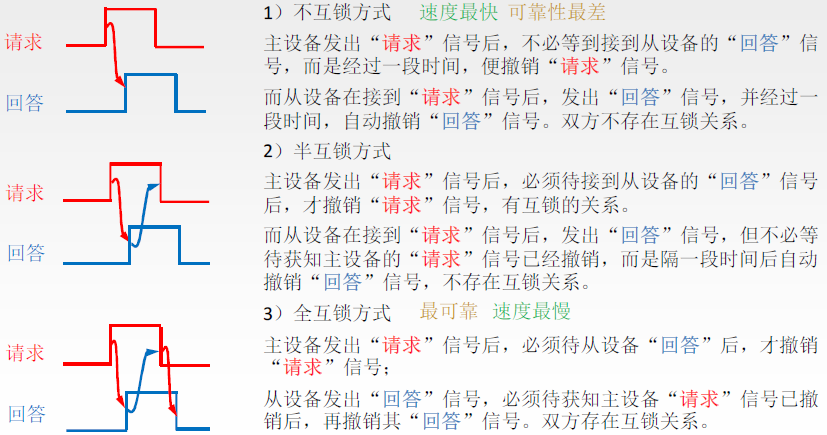 1）不互锁方式 速度最快 可靠性最差
请求
主设备发出“请求”信号后，不必等到接到从设备的“回答”信
号，而是经过一段时间，便撤销“请求”信号。
回答
而从设备在接到“请求”信号后，发出“回答”信号，并经过一
段时间，自动撤销“回答”信号。双方不存在互锁关系。
2）半互锁方式
请求
主设备发出“请求”信号后，必须待接到从设备的“回答”信号
后，才撤销“请求”信号，有互锁的关系。
回答
而从设备在接到“请求”信号后，发出“回答”信号，但不必等
待获知主设备的“请求”信号已经撤销，而是隔一段时间后自动
撤销“回答”信号，不存在互锁关系。
3）全互锁方式 最可靠 速度最慢
请求
主设备发出“请求”信号后，必须待从设备“回答”后，才撤销
“请求”信号；
回答
从设备发出“回答”信号，必须待获知主设备“请求”信号已撤
销后，再撤销其“回答”信号。双方存在互锁关系。